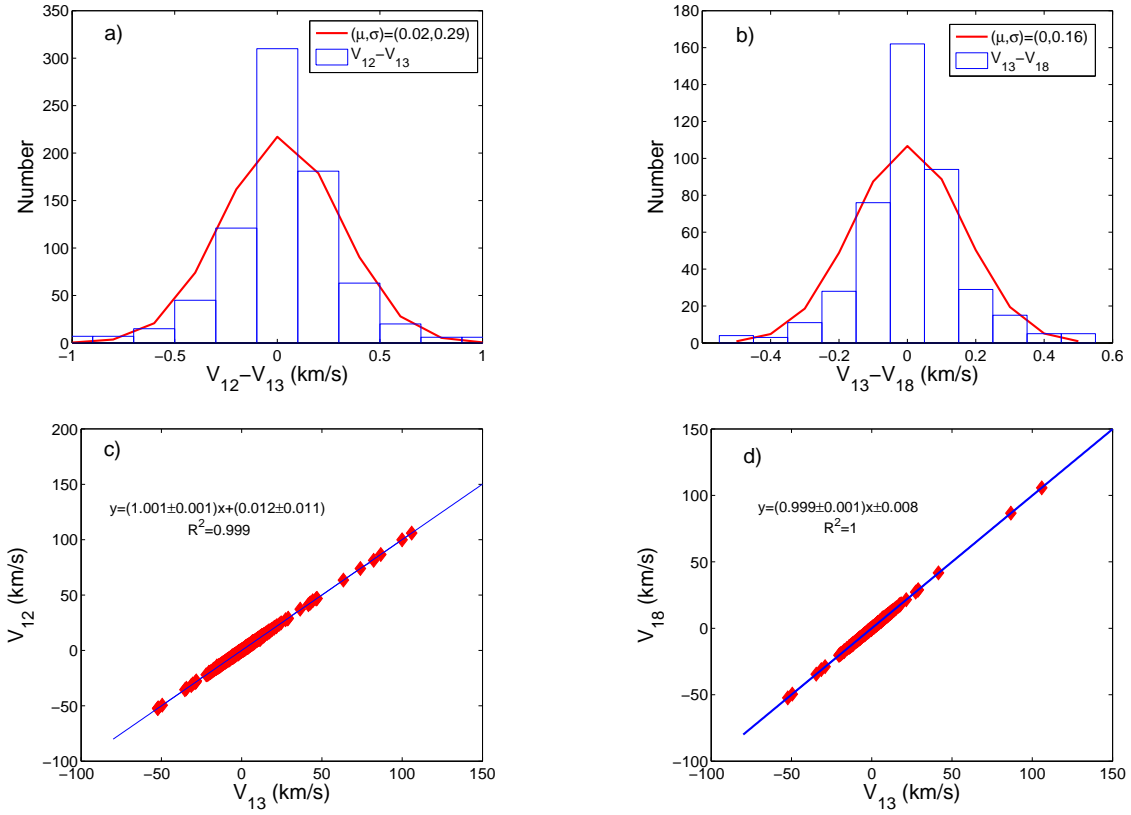 a)
(μ,σ)=(0.02,0.29)
V12−V13
350
300
250
200
150
100
50
0
Number
−1
−0.5
0
0.5
1
V12−V13 (km/s)
b)
(μ,σ)=(0,0.16)
V13−V18
180
160
140
120
100
80
60
40
20
0
Number
−0.4
−0.2
0
0.2
0.4
0.6
V13−V18 (km/s)
c)
y=(1.001±0.001)x+(0.012±0.011)
R2=0.999
200
150
100
50
0
−50
−100
V12 (km/s)
−100
−50
0
50
100
150
V13 (km/s)
d)
y=(0.999±0.001)x±0.008
R2=1
150
100
50
0
−50
−100
V18 (km/s)
−100
−50
0
50
100
150
V13 (km/s)